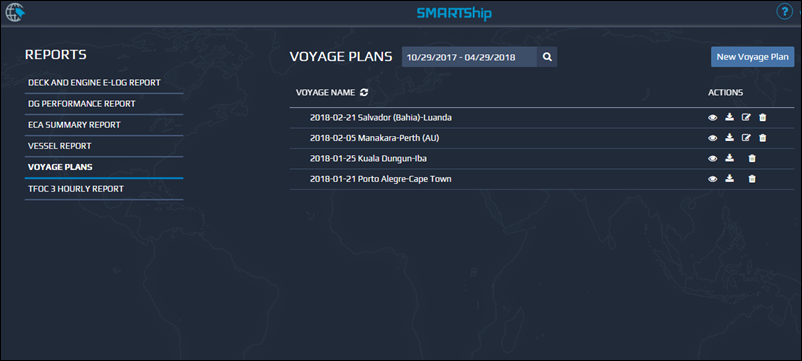 SMARTShip
?
REPORTS
DECK AND ENGINE E-LOG REPORT
DG PERFORMANCE REPORT
ECA SUMMARY REPORT
VESSEL REPORT
VOYAGE PLANS
TFOC 3 HOURLY REPORT
VOYAGE PLANS
10/29/2017 - 04/29/2018
New Voyage Plan
VOYAGE NAME ACTIONS
2018-02-21 Salvador (Bahia)-Luanda
2018-02-05 Manakara-Perth (AU)
2018-01-25 Kuala Dungun-Iba
2018-01-21 Porto Alegre-Cape Town